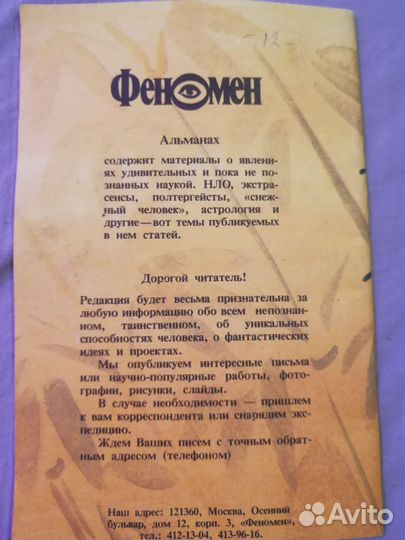 -12-
Феномен
Альманах
содержит материалы о явлени-
ях удивительных и пока не по-
знанных наукой. НЛО, экстра-
сенсы, полтергейсты, «снеж-
ный человек», астрология и
другие—вот темы публикуемых
в нем статей.
Дорогой читатель!
Редакция будет весьма признательна за
любую информацию обо всем непознан-
ном, таинственном, об уникальных
способностях человека, о фантастических
идеях и проектах.
Мы опубликуем интересные письма
или научно-популярные работы, фото-
графии, рисунки, слайды.
В случае необходимости — пришлем
к вам корреспондента или снарядим экс-
педицию.
Ждем Ваших писем с точным обрат-
ным адресом (телефоном)
Наш адрес: 121360, Москва, Осенний
бульвар, дом 12, корп. 3, «Феномен»,
тел.: 412-13-04, 413-96-16.
Avito